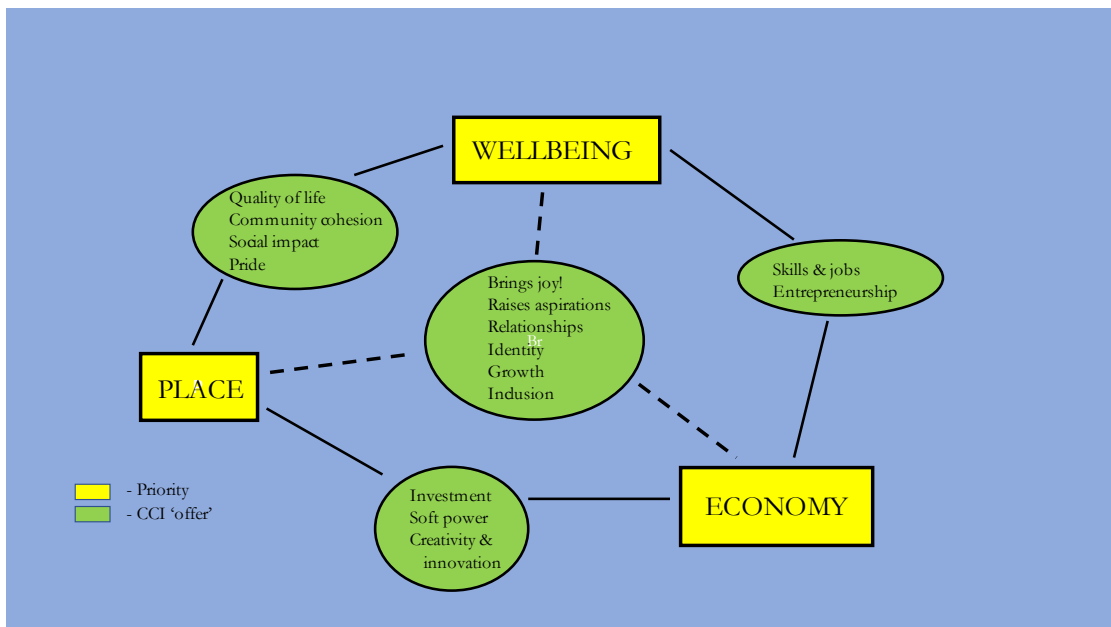 WELLBEING
Quality of life
Community cohesion
Social impact
Pride
Skills & jobs
Entrepreneurship
Brings joy!
Raises aspirations
Relationships
Br
Identity
Growth
Inclusion
PLACE
ECONOMY
Investment
Soft power
Creativity &
innovation
- Priority
- CCI ‘offer’